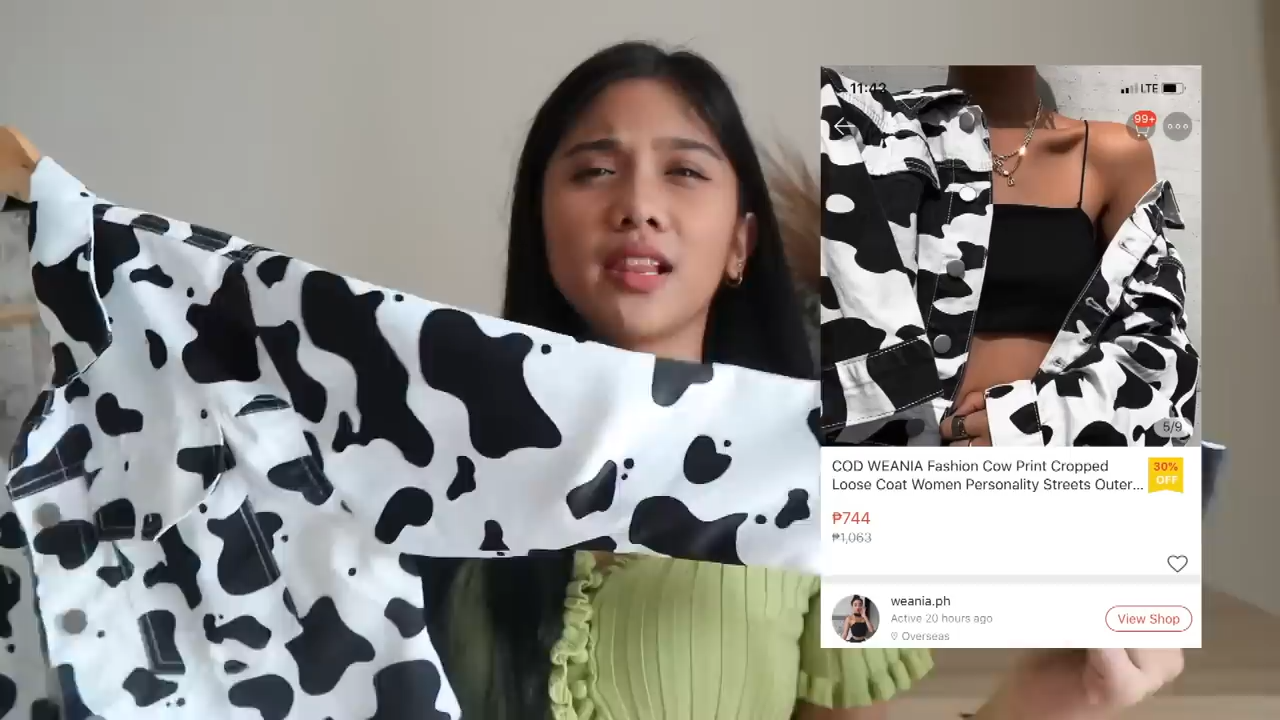 11:43
LTE
99+
5/9
COD WEANIA Fashion Cow Print Cropped
Loose Coat Women Personality Streets Outer...
30%
OFF
₱744
₱1,063
weania.ph
Active 20 hours ago
Overseas
View Shop